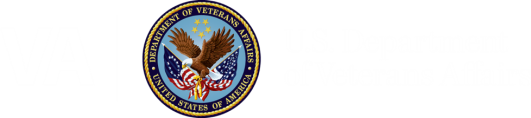 DEPARTMENT OF VETERANS AFFAIRS
UNITED STATES OF AMERICA